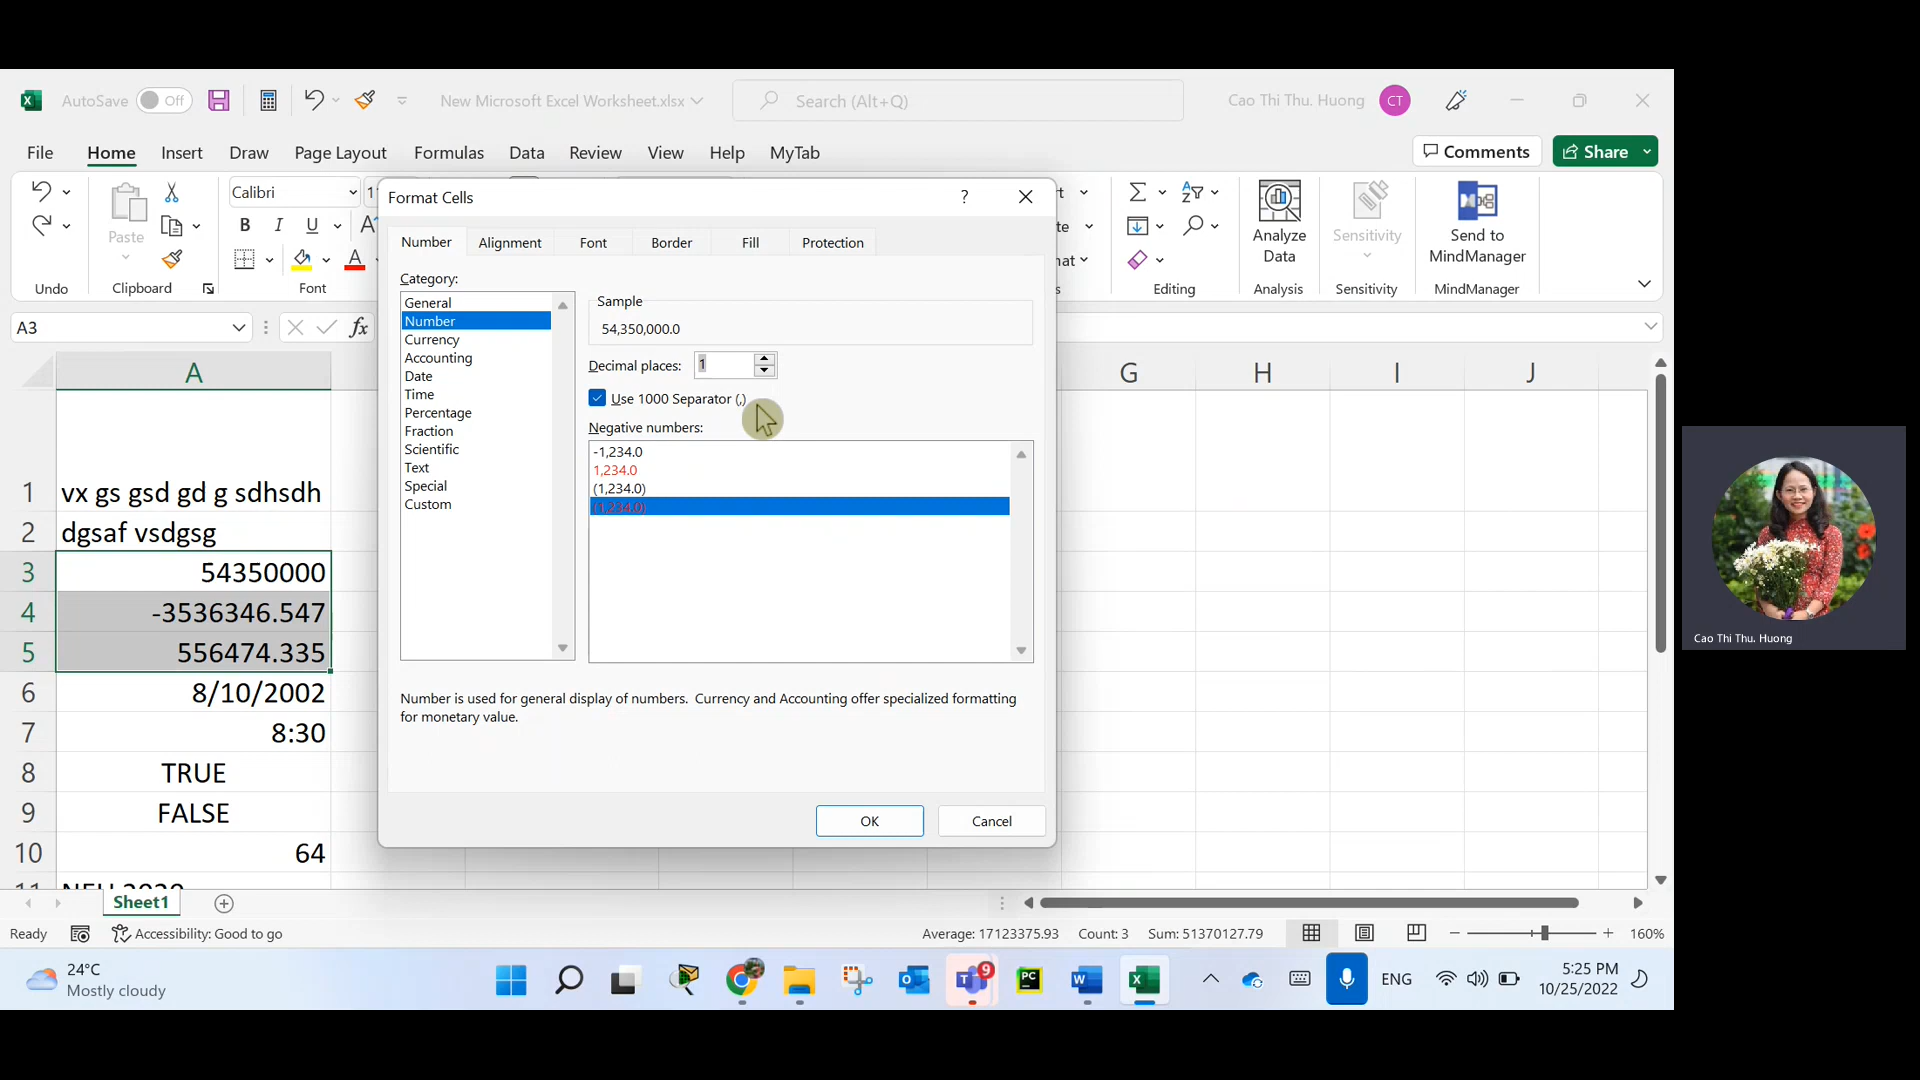 AutoSave Off
New Microsoft Excel Worksheet.xlsx
Search (Alt+Q)
Cao Thi Thu. Huong CT
File Home Insert Draw Page Layout Formulas Data Review View Help MyTab
Comments Share
Calibri
Paste
B I U
Undo Clipboard Font
Editing
Analyze Data
Analysis
Sensitivity
Sensitivity
Send to MindManager
MindManager
A3
fx
Format Cells
Number Alignment Font Border Fill Protection
Category:
General
Number
Currency
Accounting
Date
Time
Percentage
Fraction
Scientific
Text
Special
Custom
Sample
54,350,000.0
Decimal places: 1
Use 1000 Separator (,)
Negative numbers:
-1,234.0
1,234.0
(1,234.0)
(1,234.0)
Number is used for general display of numbers. Currency and Accounting offer specialized formatting
for monetary value.
OK Cancel
A G H I J
1 vx gs gsd gd g sdhsdh
2 dgsaf vsdgsg
3 54350000
4 -3536346.547
5 556474.335
6 8/10/2002
7 8:30
8 TRUE
9 FALSE
10 64
Sheet1
Ready Accessibility: Good to go
Average: 17123375.93 Count: 3 Sum: 51370127.79 160%
24°C
Mostly cloudy
9
PC
ENG
5:25 PM
10/25/2022
Cao Thi Thu. Huong